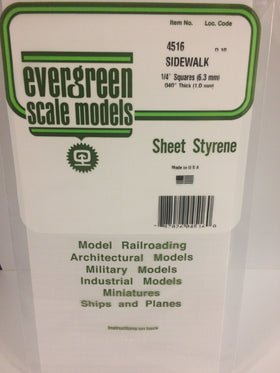 Item No. Loc. Code
4516
SIDEWALK
1/4" Squares (6.3 mm)
.040" Thick (1.0 mm)
evergreen
scale models
Sheet Styrene
Made in U S A
Model Railroading
Architectural Models
Military Models
Industrial Models
Miniatures
Ships and Planes
Instructions on back